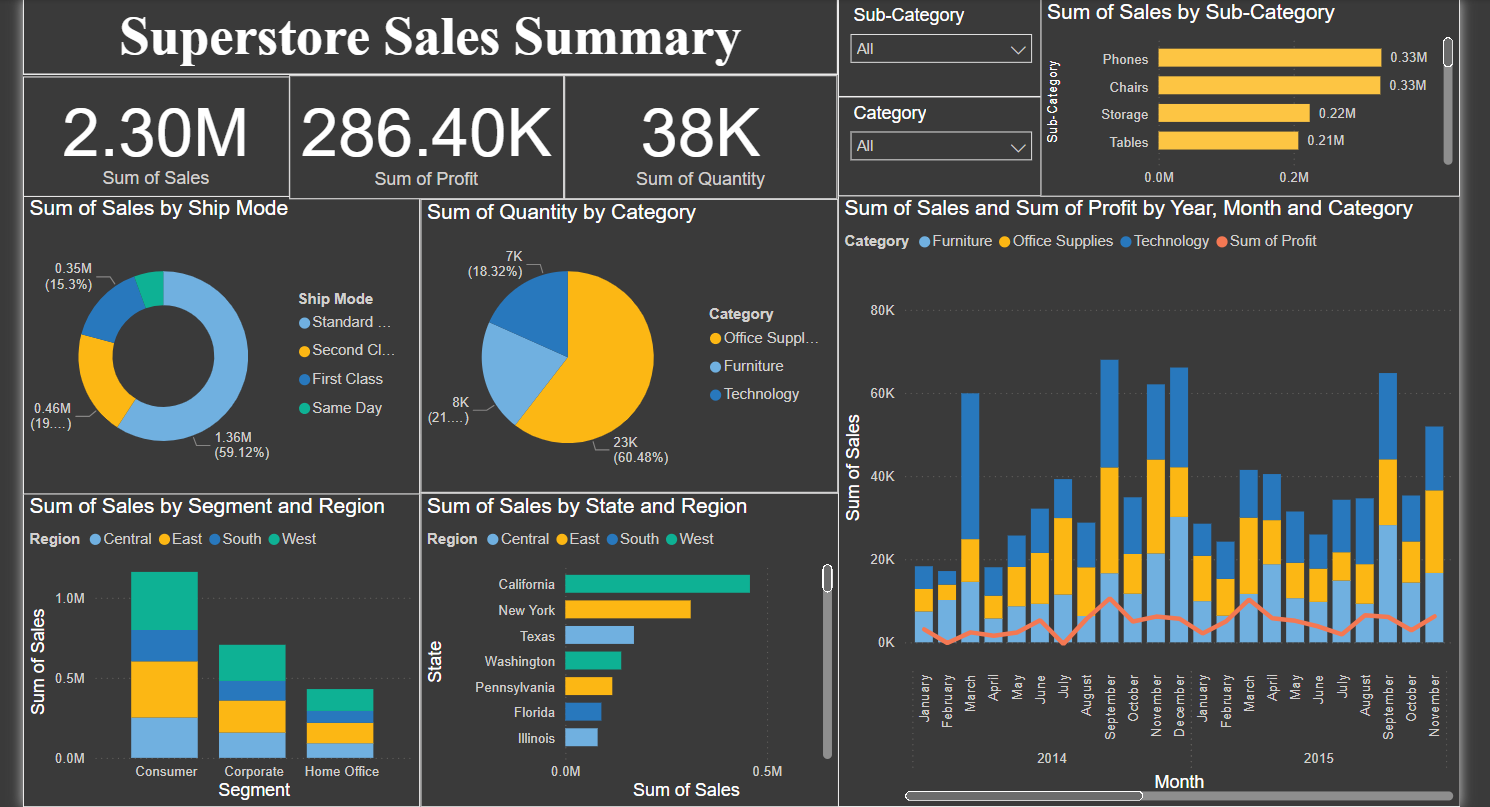 Superstore Sales Summary
2.30M
Sum of Sales
286.40K
Sum of Profit
38K
Sum of Quantity
Sub-Category
All
Category
All
Sum of Sales by Sub-Category
Sub-Category
Phones 0.33M
Chairs 0.33M
Storage 0.22M
Tables 0.21M
0.0M 0.2M
Sum of Sales by Ship Mode
0.35M
(15.3%)
0.46M
(19....)
1.36M
(59.12%)
Ship Mode
Standard ...
Second Cl...
First Class
Same Day
Sum of Quantity by Category
7K
(18.32%)
8K
(21....)
23K
(60.48%)
Category
Office Suppl...
Furniture
Technology
Sum of Sales and Sum of Profit by Year, Month and Category
Category Furniture Office Supplies Technology Sum of Profit
Sum of Sales
80K
60K
40K
20K
0K
January February March April May June July August September October November December January February March April May June July August September October November
2014 2015
Month
Sum of Sales by Segment and Region
Region Central East South West
Sum of Sales
1.0M
0.5M
0.0M
Consumer Corporate Home Office
Segment
Sum of Sales by State and Region
Region Central East South West
State
California
New York
Texas
Washington
Pennsylvania
Florida
Illinois
0.0M 0.5M
Sum of Sales